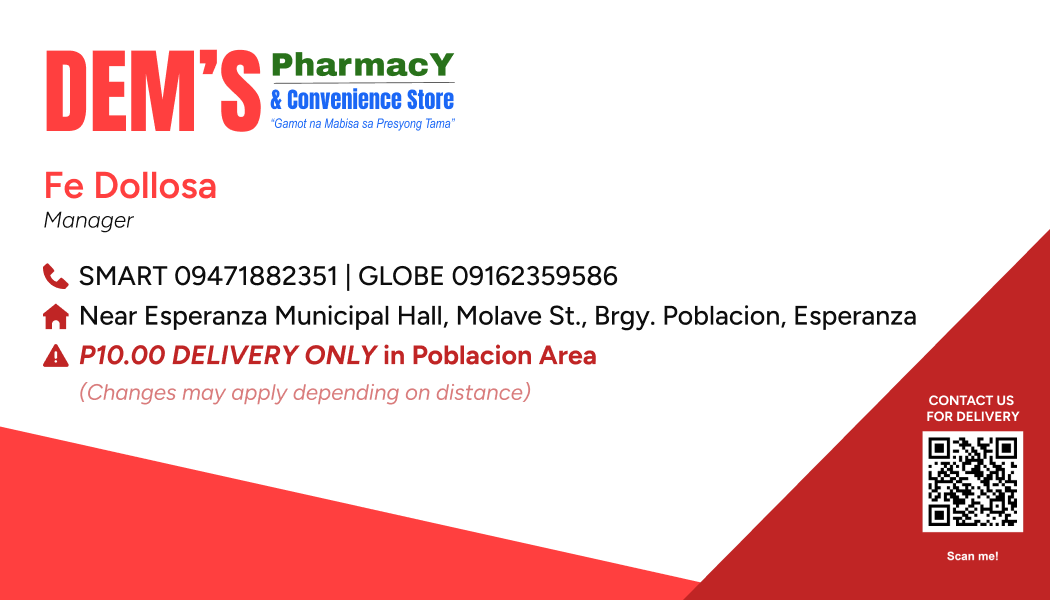 DEM'S PharmacY
& Convenience Store
"Gamot na Mabisa sa Presyong Tama"
Fe Dollosa
Manager
SMART 09471882351 | GLOBE 09162359586
Near Esperanza Municipal Hall, Molave St., Brgy. Poblacion, Esperanza
P10.00 DELIVERY ONLY in Poblacion Area
(Changes may apply depending on distance)
CONTACT US
FOR DELIVERY
Scan me!